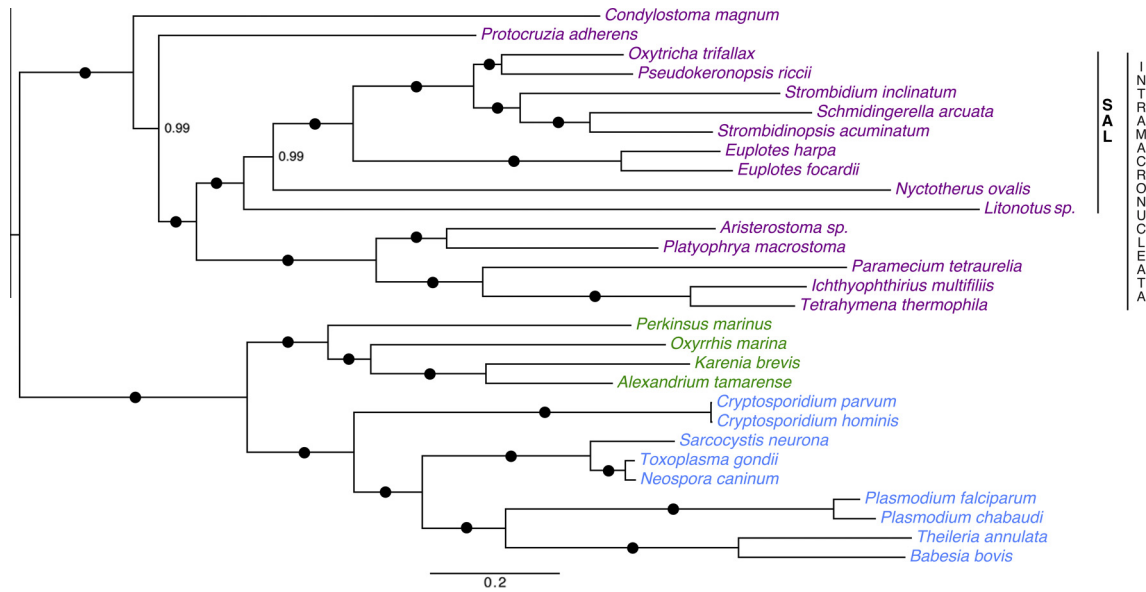 Condylostoma magnum
Protocruzia adherens
Oxytricha trifallax
Pseudokeronopsis riccii
Strombidium inclinatum
Schmidingerella arcuata
Strombidinopsis acuminatum
Euplotes harpa
Euplotes focardii
Nyctotherus ovalis
Litonotus sp.
Aristerostoma sp.
Platyophrya macrostoma
Paramecium tetraurelia
Ichthyophthirius multifiliis
Tetrahymena thermophila
Perkinsus marinus
Oxyrrhis marina
Karenia brevis
Alexandrium tamarense
Cryptosporidium parvum
Cryptosporidium hominis
Sarcocystis neurona
Toxoplasma gondii
Neospora caninum
Plasmodium falciparum
Plasmodium chabaudi
Theileria annulata
Babesia bovis
0.99
0.99
SAL
INTRAMACRONUCLEATA
0.2